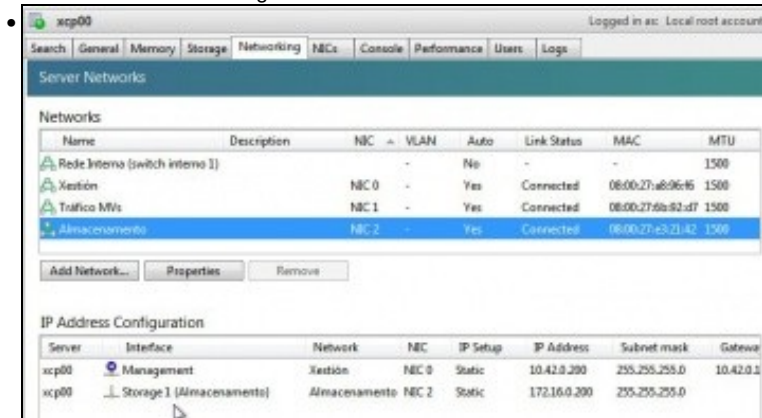 xcp00 Logged in as: Local root account
Search General Memory Storage Networking NICs Console Performance Users Logs
Server Networks
Networks
Name Description NIC VLAN Auto Link Status MAC MTU
Rede Interna (switch interno 1) - No - - 1500
Xestión NIC 0 - Yes Connected 08:00:27:a8:96:f6 1500
Tráfico MVs NIC 1 - Yes Connected 08:00:27:6b:92:d7 1500
Almacenamento NIC 2 - Yes Connected 08:00:27:e3:21:42 1500
Add Network... Properties Remove
IP Address Configuration
Server Interface Network NIC IP Setup IP Address Subnet mask Gatewa
xcp00 Management Xestión NIC 0 Static 10.42.0.200 255.255.255.0 10.42.0.1
xcp00 Storage 1 (Almacenamento) Almacenamento NIC 2 Static 172.16.0.200 255.255.255.0